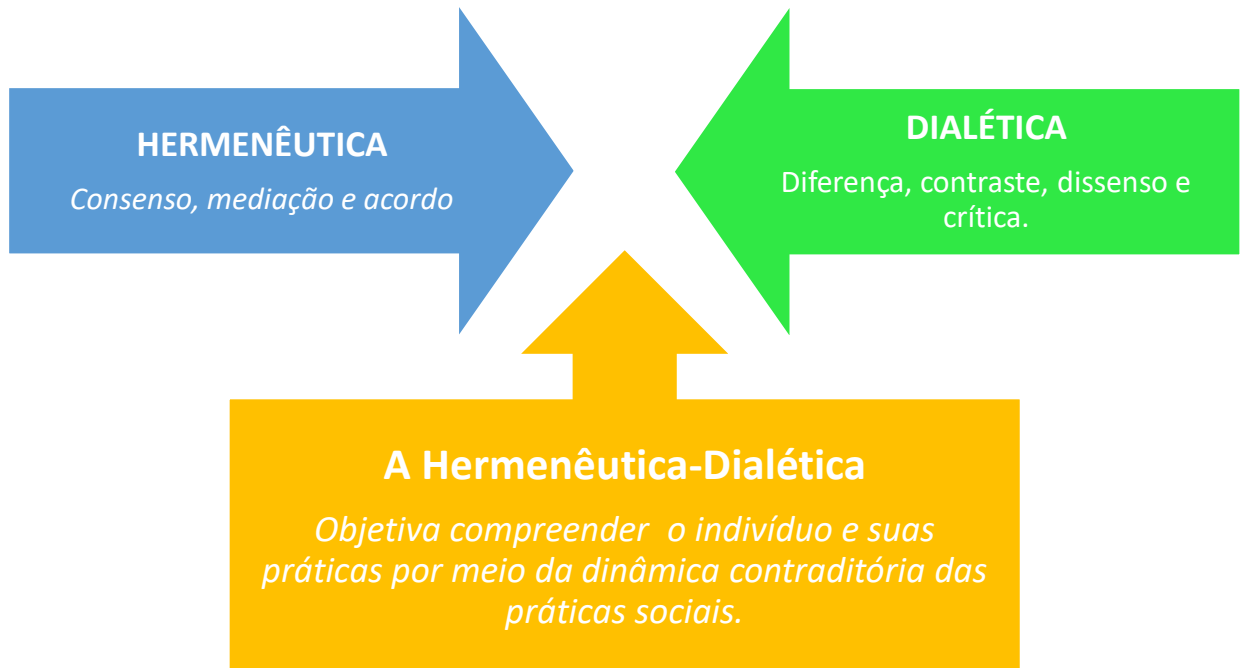 HERMENÊUTICA
Consenso, mediação e acordo
DIALÉTICA
Diferença, contraste, dissenso e
crítica.
A Hermenêutica-Dialética
Objetiva compreender o indivíduo e suas
práticas por meio da dinâmica contraditória das
práticas sociais.